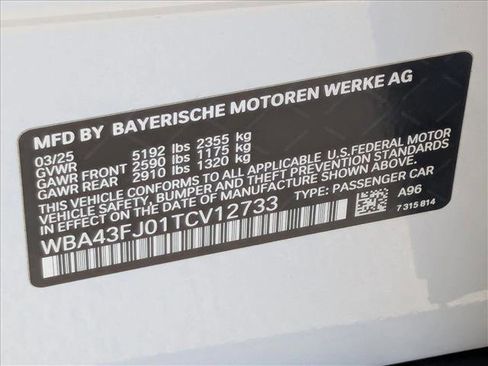 MFD BY BAYERISCHE MOTOREN WERKE AG
03/25 5192 lbs 2355 kg
GVWR 2590 lbs 1175 kg
GAWR FRONT 2910 lbs 1320 kg
GAWR REAR
THIS VEHICLE CONFORMS TO ALL APPLICABLE U.S.FEDERAL MOTOR
VEHICLE SAFETY, BUMPER AND THEFT PREVENTION STANDARDS
IN EFFECT ON THE DATE OF MANUFACTURE SHOWN ABOVE.
WBA43FJ01TCV12733 TYPE: PASSENGER CAR
A96
7 315 814